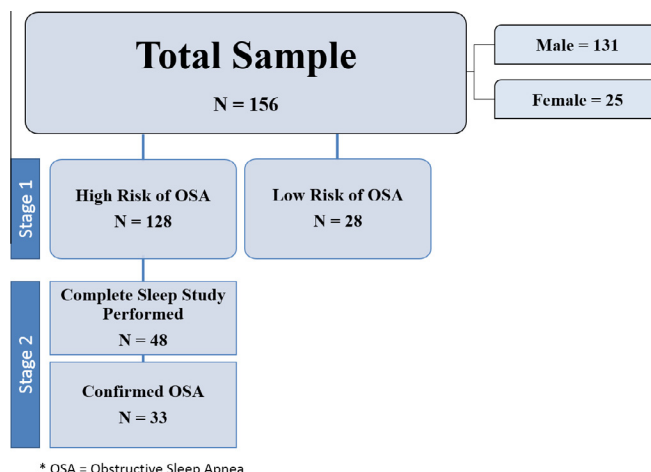 Total Sample
N = 156
Male = 131
Female = 25
Stage 1
High Risk of OSA
N = 128
Low Risk of OSA
N = 28
Stage 2
Complete Sleep Study
Performed
N = 48
Confirmed OSA
N = 33
* OSA = Obstructive Sleep Apnea